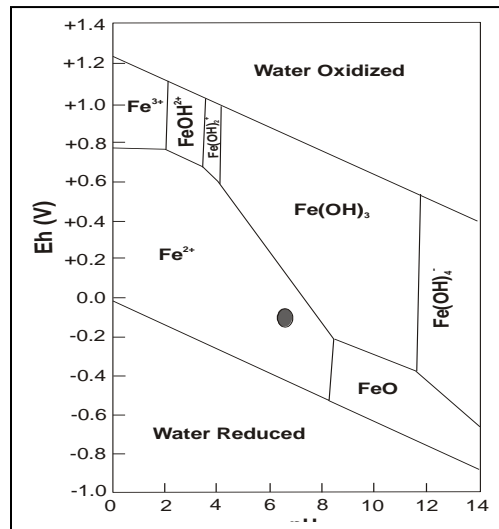 +1.4
+1.2
+1.0
+0.8
+0.6
+0.4
+0.2
0.0
-0.2
-0.4
-0.6
-0.8
-1.0
Eh (V)
Water Oxidized
Fe³⁺
FeOH²⁺
Fe(OH)₂⁺
Fe(OH)₃
Fe²⁺
Fe(OH)₄⁻
FeO
Water Reduced
0 2 4 6 8 10 12 14
pH